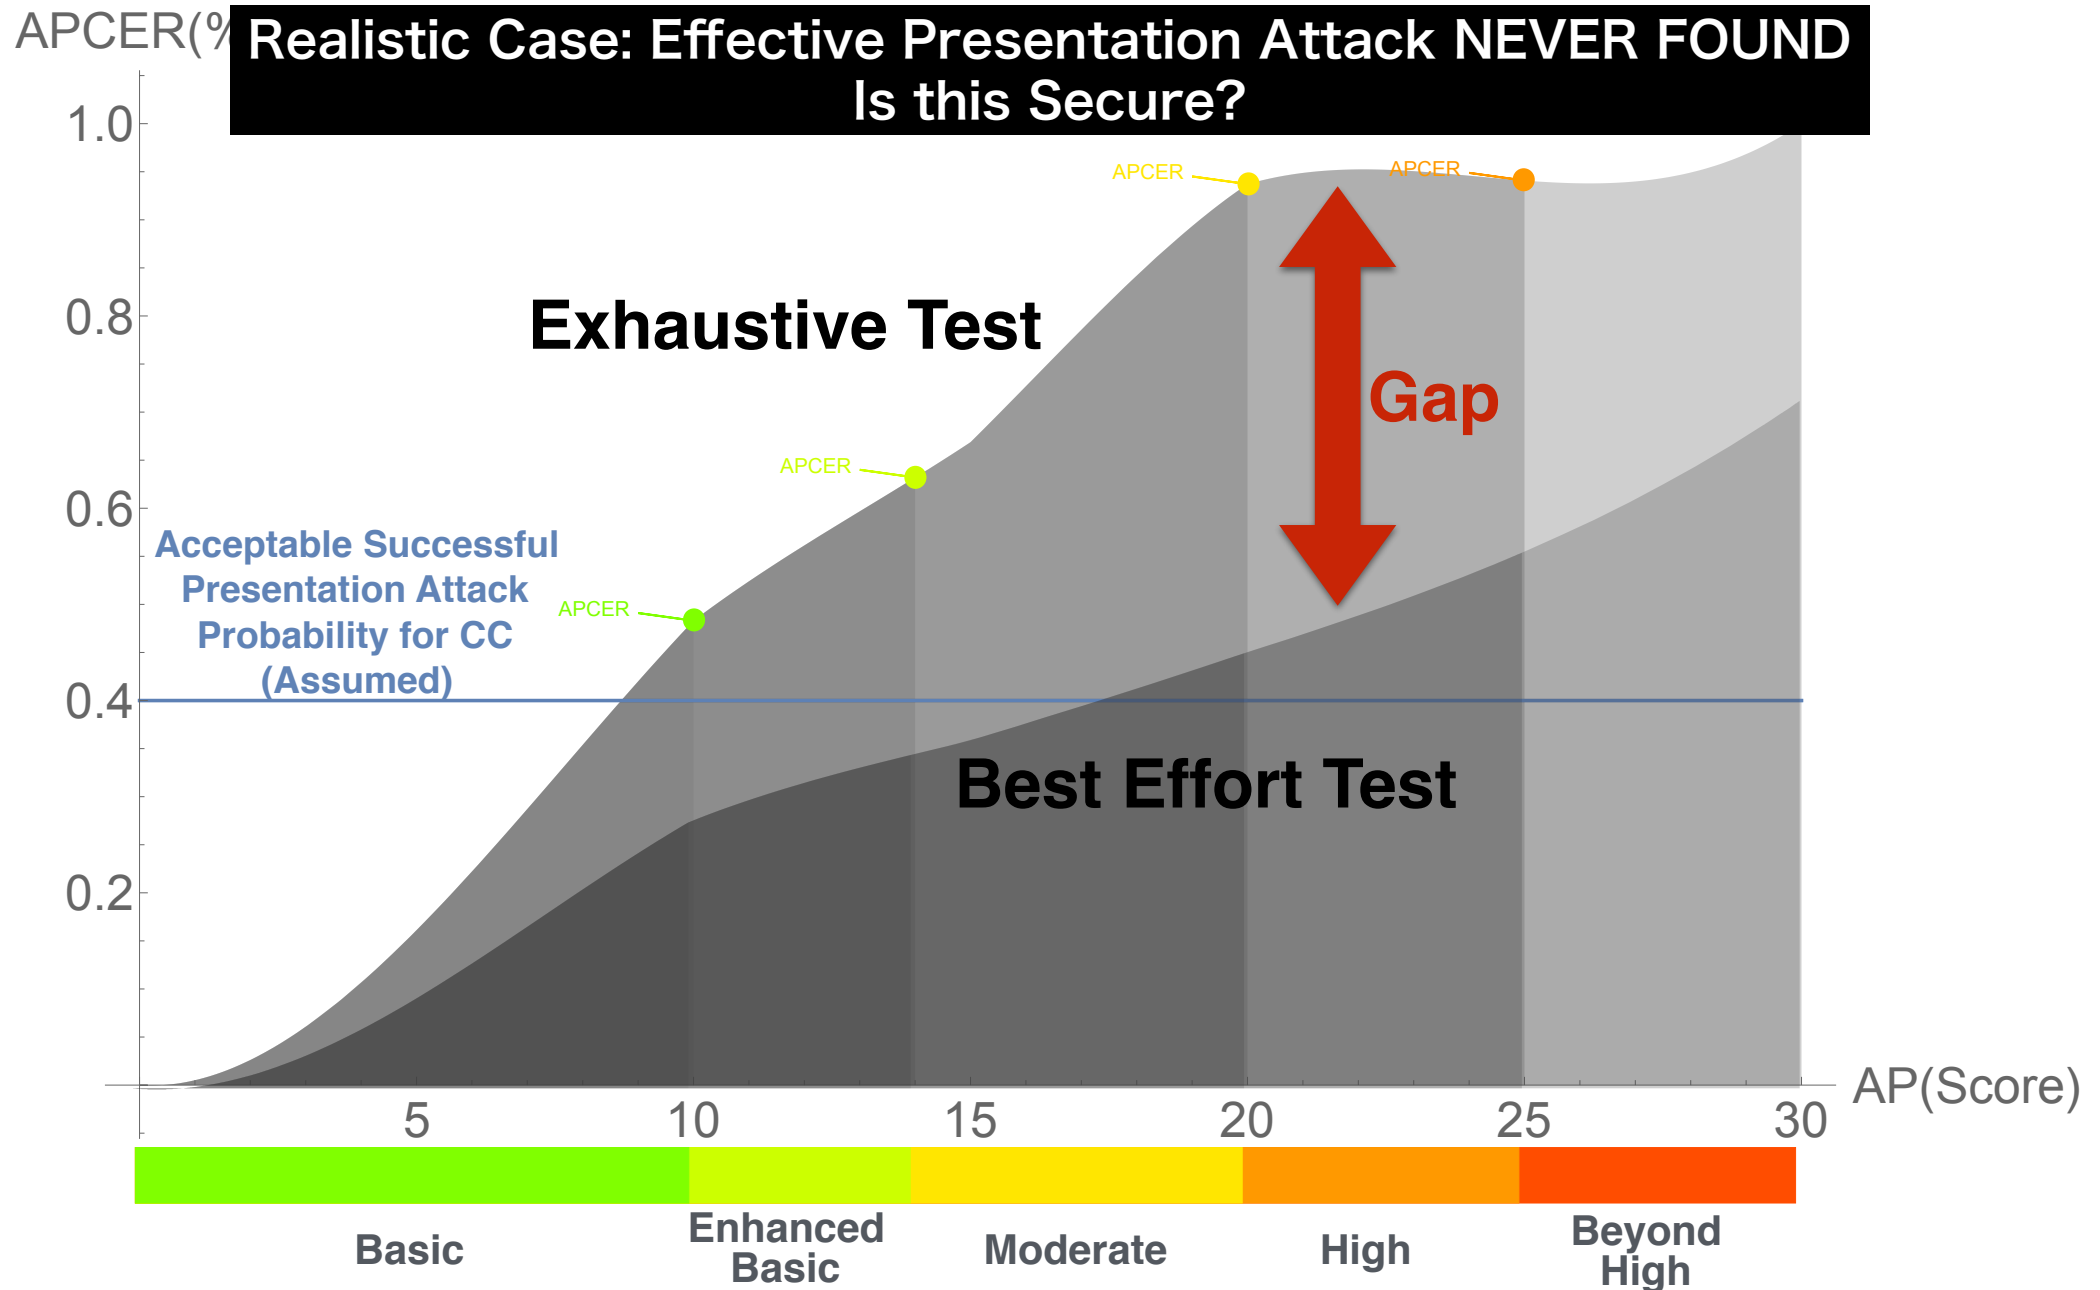 APCER(%
Realistic Case: Effective Presentation Attack NEVER FOUND
Is this Secure?
1.0
0.8
0.6
0.4
0.2
APCER
APCER
APCER
APCER
Exhaustive Test
Gap
Acceptable Successful
Presentation Attack
Probability for CC
(Assumed)
Best Effort Test
AP(Score)
5
10
15
20
25
30
Basic
Enhanced
Basic
Moderate
High
Beyond
High